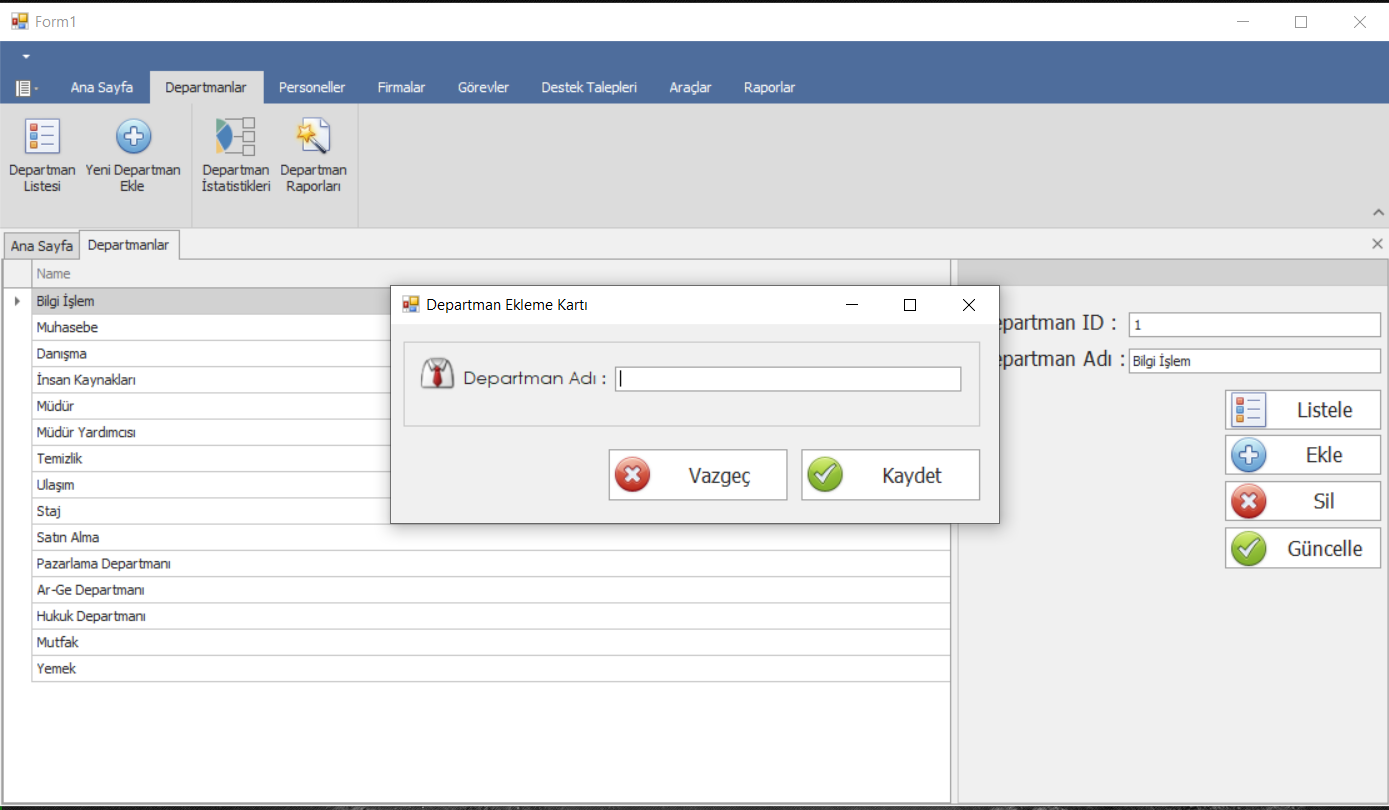 Form1
Ana Sayfa
Departmanlar
Personeller
Firmalar
Görevler
Destek Talepleri
Araçlar
Raporlar
Departman
Listesi
Yeni Departman
Ekle
Departman
İstatistikleri
Departman
Raporları
Ana Sayfa
Departmanlar
Name
Bilgi İşlem
Muhasebe
Danışma
İnsan Kaynakları
Müdür
Müdür Yardımcısı
Temizlik
Ulaşım
Staj
Satın Alma
Pazarlama Departmanı
Ar-Ge Departmanı
Hukuk Departmanı
Mutfak
Yemek
Departman Ekleme Kartı
Departman Adı :
Vazgeç
Kaydet
epartman ID :
1
epartman Adı :
Bilgi İşlem
Listele
Ekle
Sil
Güncelle